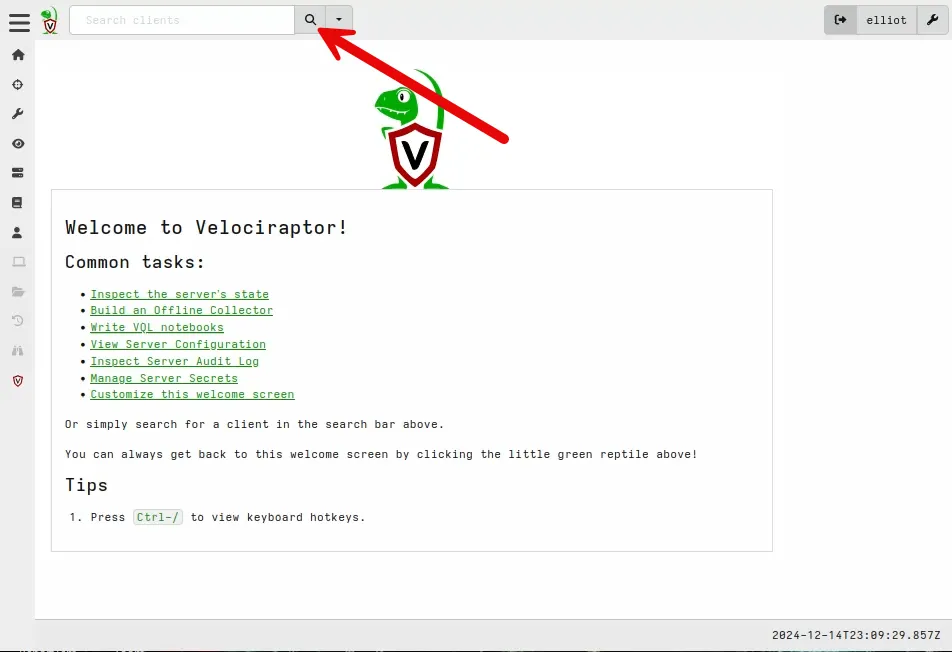 Search clients
elliot
V
Welcome to Velociraptor!
Common tasks:
• Inspect the server's state
• Build an Offline Collector
• Write VQL notebooks
• View Server Configuration
• Inspect Server Audit Log
• Manage Server Secrets
• Customize this welcome screen
Or simply search for a client in the search bar above.
You can always get back to this welcome screen by clicking the little green reptile above!
Tips
1. Press Ctrl-/ to view keyboard hotkeys.
2024-12-14T23:09:29.857Z